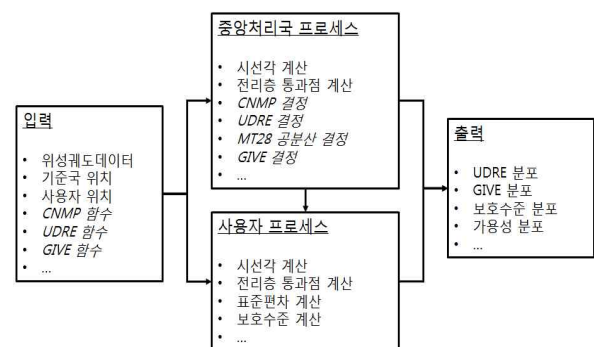 입력
• 위성궤도데이터
• 기준국 위치
• 사용자 위치
• CNMP 함수
• UDRE 함수
• GIVE 함수
• ...
중앙처리국 프로세스
• 시선각 계산
• 전리층 통과점 계산
• CNMP 결정
• UDRE 결정
• MT28 공분산 결정
• GIVE 결정
• ...
사용자 프로세스
• 시선각 계산
• 전리층 통과점 계산
• 표준편차 계산
• 보호수준 계산
• ...
출력
• UDRE 분포
• GIVE 분포
• 보호수준 분포
• 가용성 분포
• ...